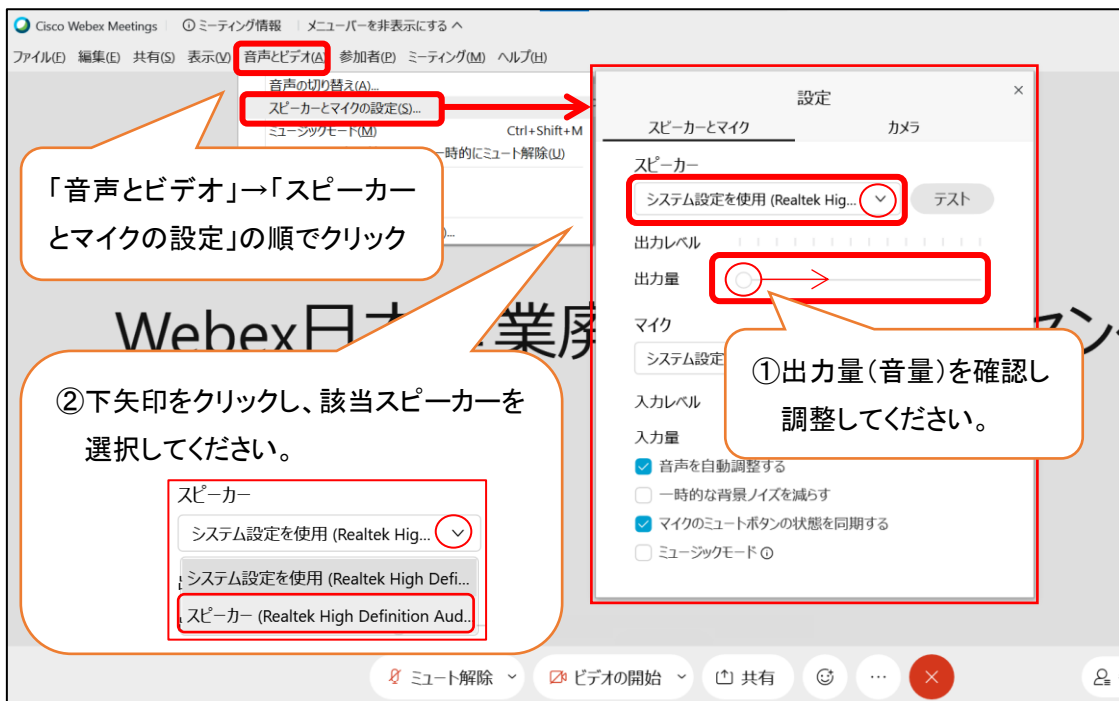 Cisco Webex Meetings ミーティング情報 メニューバーを非表示にする
ファイル(F) 編集(E) 共有(S) 表示(V) 音声とビデオ(A) 参加者(P) ミーティング(M) ヘルプ(H)
音声の切り替え(A)...
スピーカーとマイクの設定(S)...
ミュージックモード(M) Ctrl+Shift+M
一時的にミュート解除(U)
「音声とビデオ」→「スピーカー
とマイクの設定」の順でクリック
設定
スピーカーとマイク カメラ
スピーカー
システム設定を使用 (Realtek Hig... テスト
出力レベル
出力量
マイク
システム設定
入力レベル
入力量
音声を自動調整する
一時的な背景ノイズを減らす
マイクのミュートボタンの状態を同期する
ミュージックモード
①出力量(音量)を確認し
調整してください。
Webex日 業
②下矢印をクリックし、該当スピーカーを
選択してください。
スピーカー
システム設定を使用 (Realtek Hig...
システム設定を使用 (Realtek High Defi...
スピーカー (Realtek High Definition Aud...
ミュート解除 ビデオの開始 共有